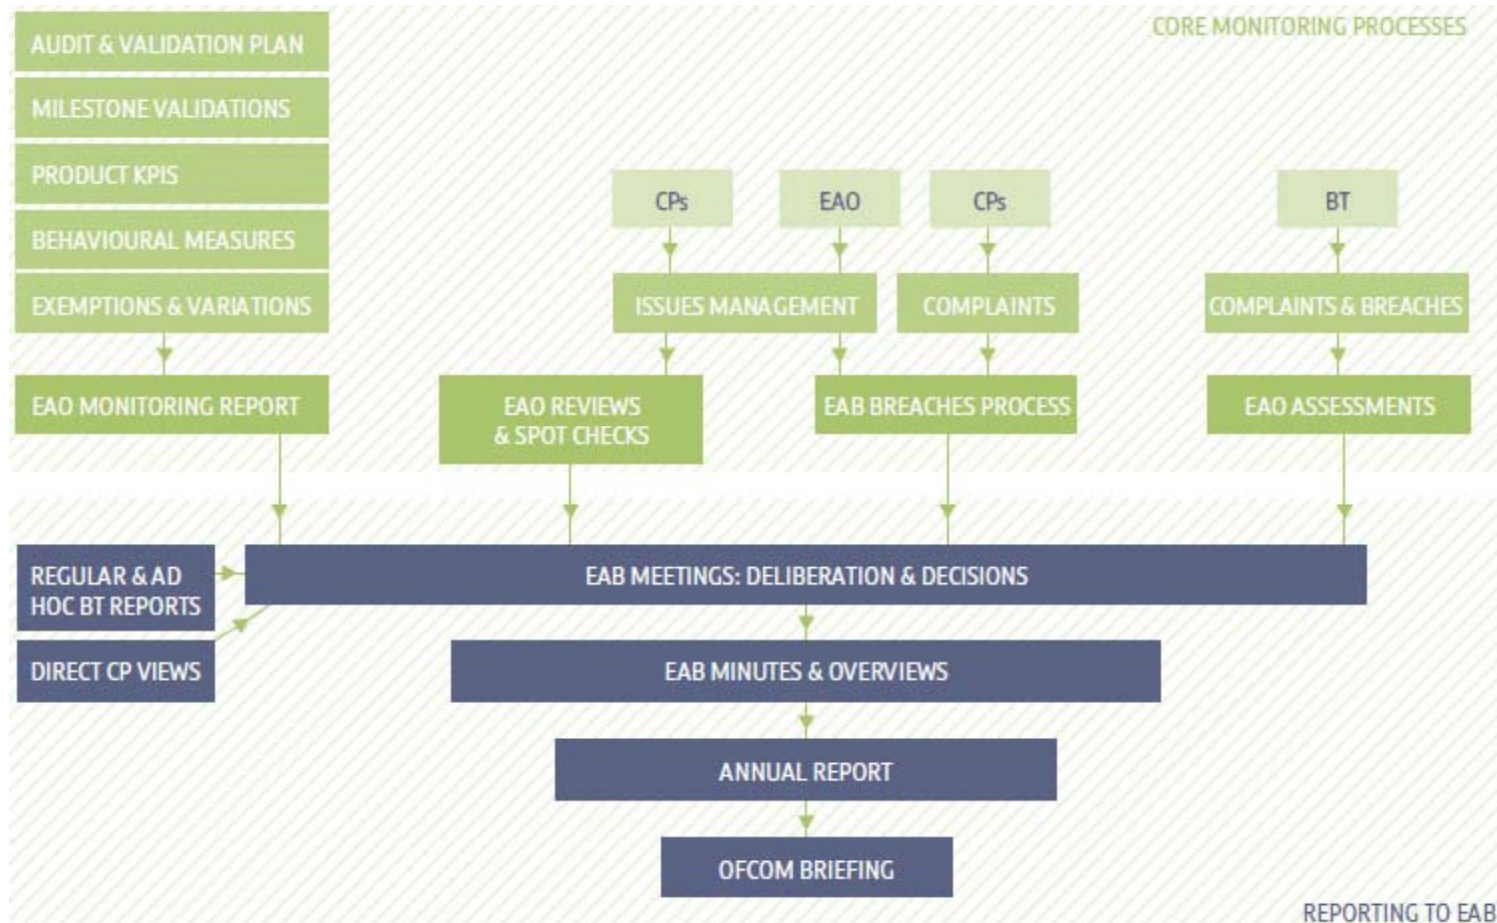 CORE MONITORING PROCESSES
AUDIT & VALIDATION PLAN
MILESTONE VALIDATIONS
PRODUCT KPIS
BEHAVIOURAL MEASURES
EXEMPTIONS & VARIATIONS
EAO MONITORING REPORT
CPs
EAO
CPs
BT
ISSUES MANAGEMENT
COMPLAINTS
COMPLAINTS & BREACHES
EAO REVIEWS
& SPOT CHECKS
EAB BREACHES PROCESS
EAO ASSESSMENTS
REGULAR & AD
HOC BT REPORTS
DIRECT CP VIEWS
EAB MEETINGS: DELIBERATION & DECISIONS
EAB MINUTES & OVERVIEWS
ANNUAL REPORT
OFCOM BRIEFING
REPORTING TO EAB